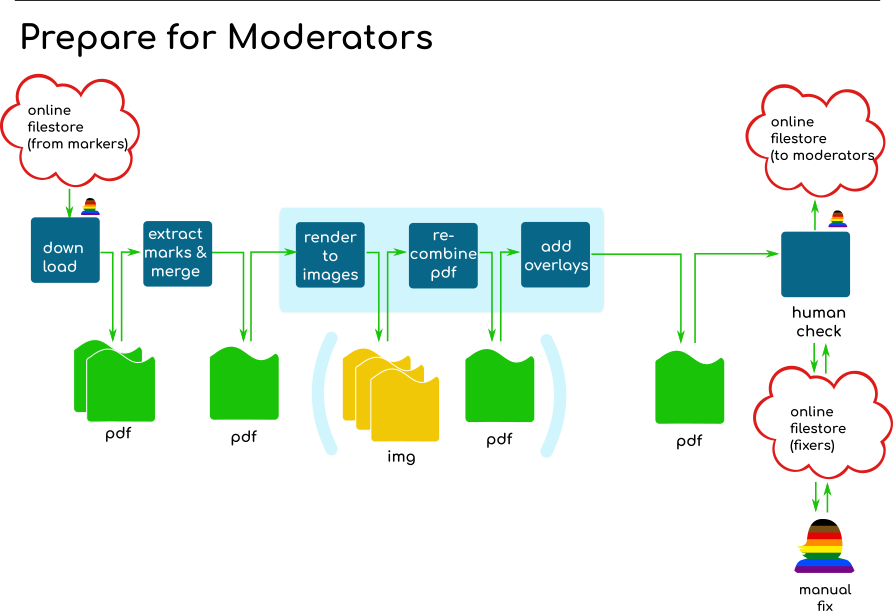 Prepare for Moderators
online
filestore
(from markers)
online
filestore
(to moderators
down
load
extract
marks &
merge
render
to
images
re-
combine
pdf
add
overlays
human
check
pdf
pdf
img
pdf
pdf
online
filestore
(fixers)
manual
fix